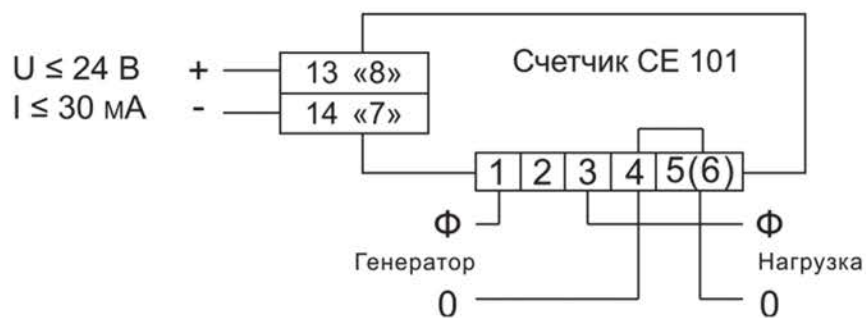 U ≤ 24 В + 13 «8» Счетчик СЕ 101
I ≤ 30 мА - 14 «7»
1 2 3 4 5(6)
Ф Ф
Генератор Нагрузка
0 0